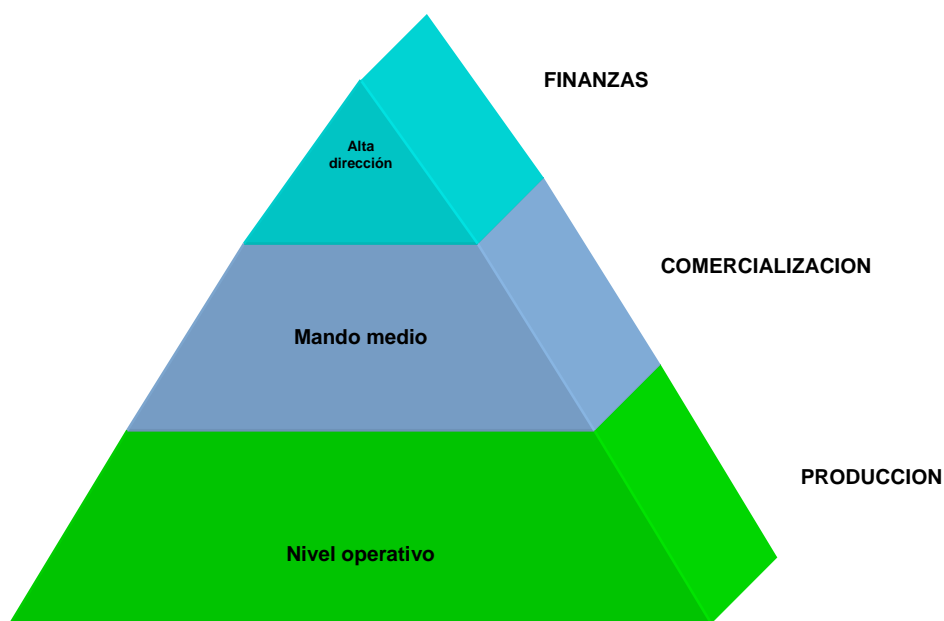 FINANZAS
Alta
dirección
COMERCIALIZACION
Mando medio
PRODUCCION
Nivel operativo